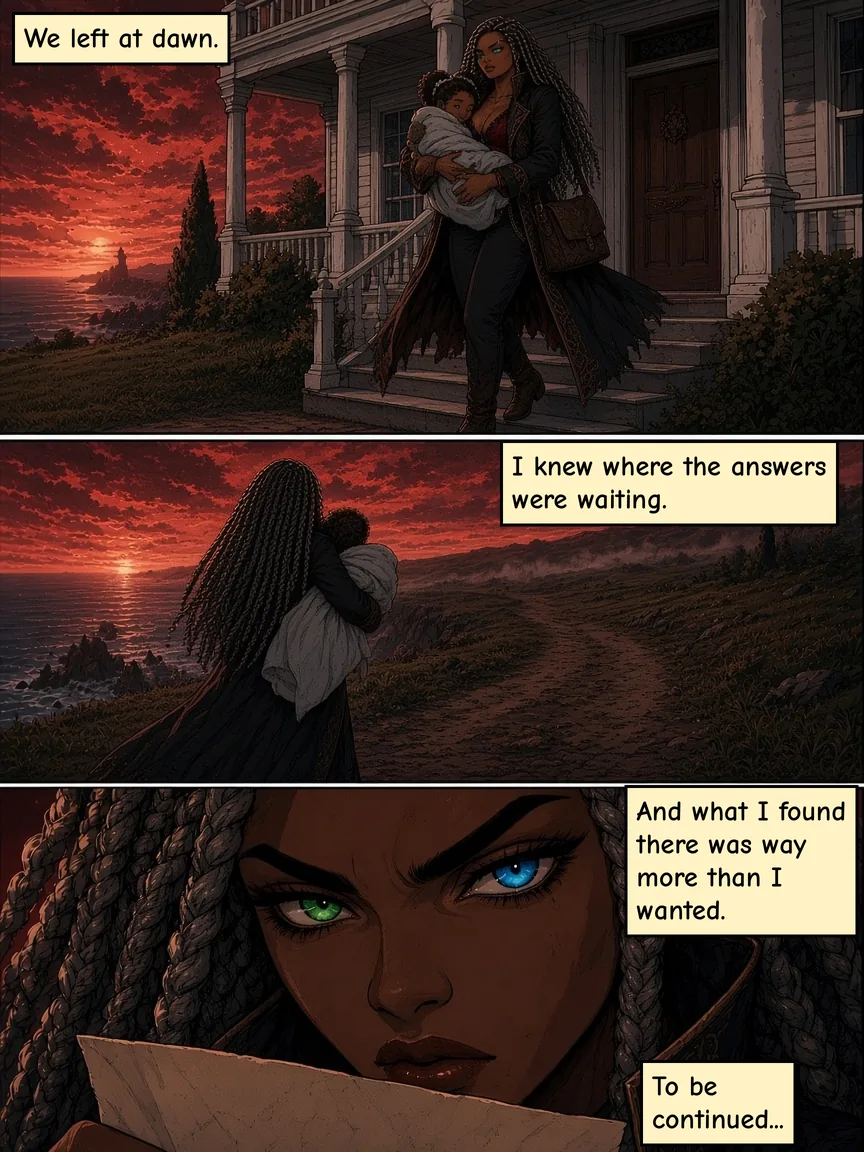 We left at dawn.
I knew where the answers
were waiting.
And what I found
there was way
more than I
wanted.
To be
continued...